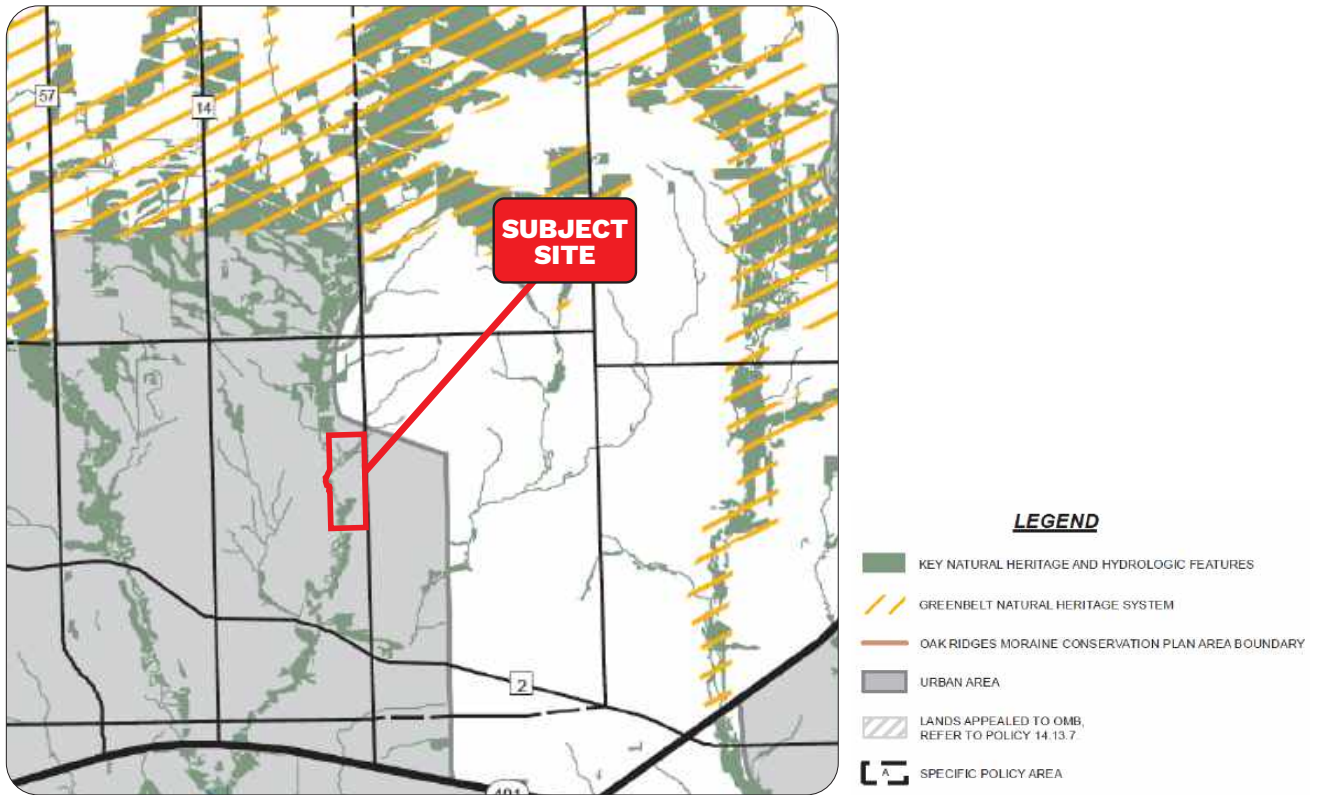 57
14
SUBJECT
SITE
2
401
LEGEND
KEY NATURAL HERITAGE AND HYDROLOGIC FEATURES
GREENBELT NATURAL HERITAGE SYSTEM
OAK RIDGES MORAINE CONSERVATION PLAN AREA BOUNDARY
URBAN AREA
LANDS APPEALED TO OMB,
REFER TO POLICY 14.13.7.
A
SPECIFIC POLICY AREA